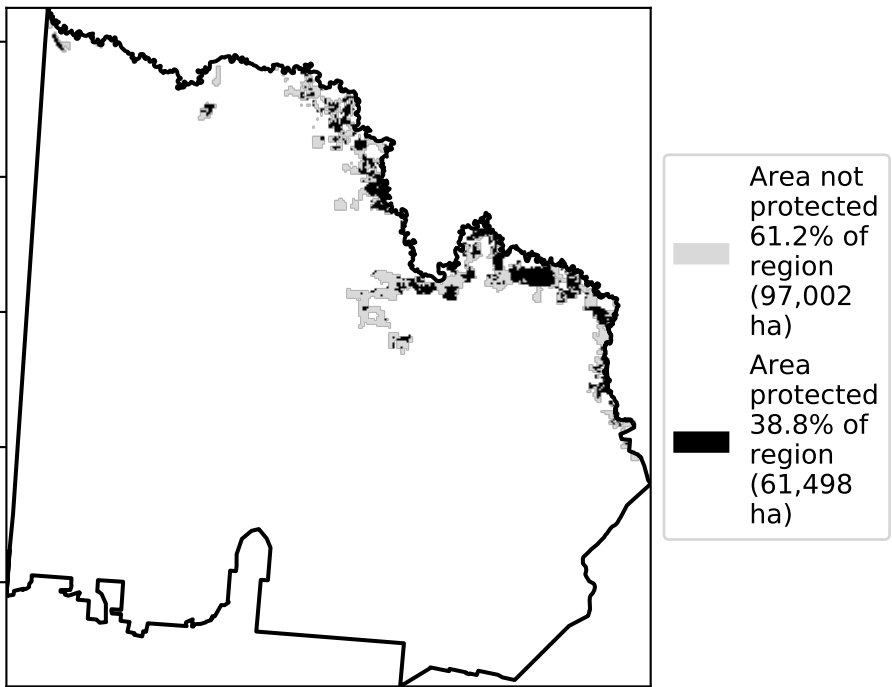 Area not
protected
61.2% of
region
(97,002
ha)
Area
protected
38.8% of
region
(61,498
ha)